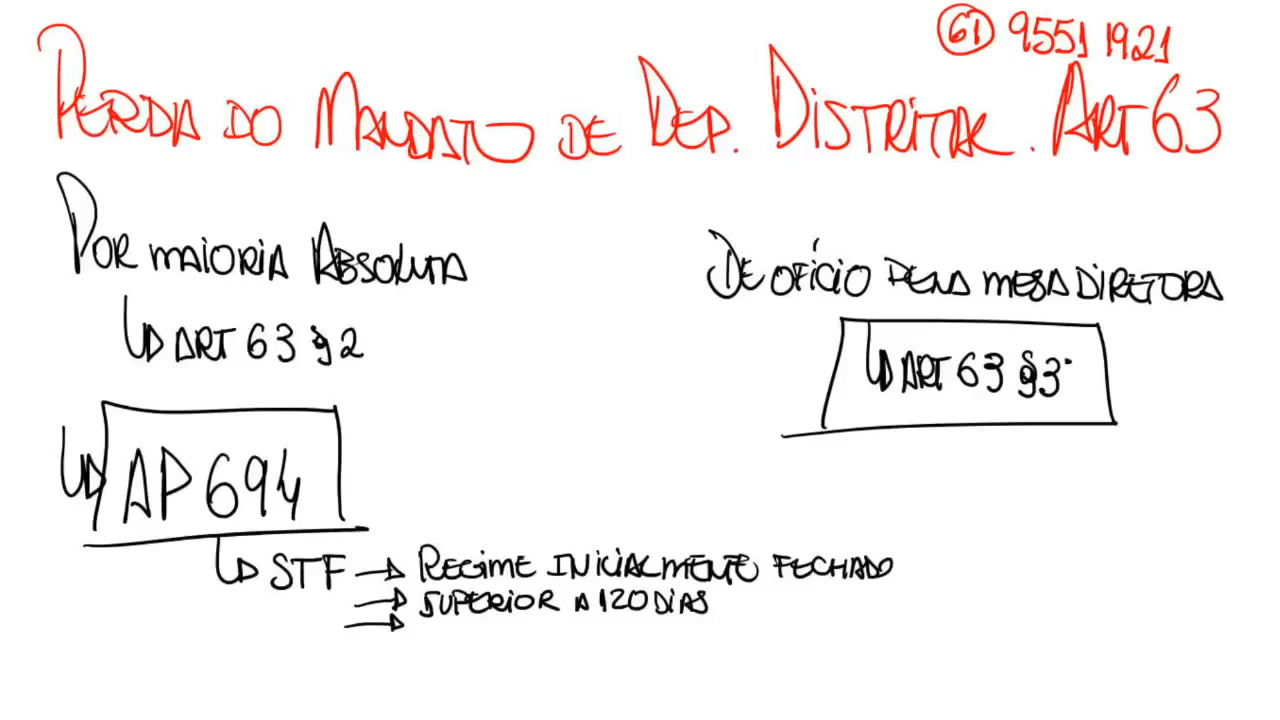 (61) 9551 1921
PERDA DO MANDATO DE DEP. DISTRITAL. ART 63
POR MAIORIA ABSOLUTA
DE OFÍCIO PELA MESA DIRETORA
ART 63 §2
ART 63 §3°
AP 694
STF → REGIME INICIALMENTE FECHADO
→ SUPERIOR A 120 DIAS
→